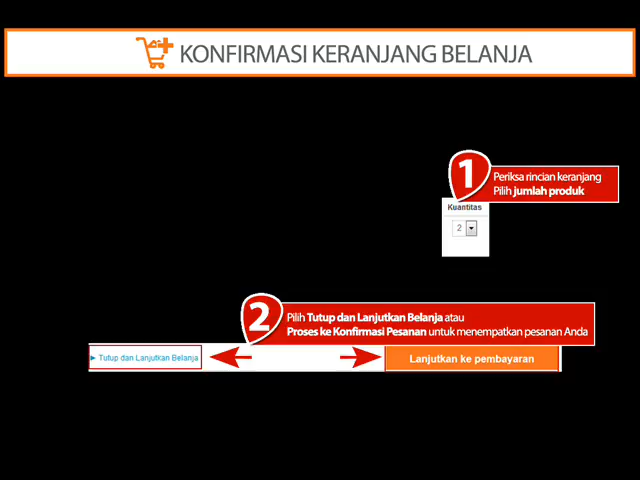 KONFIRMASI KERANJANG BELANJA
1
Periksa rincian keranjang
Pilih jumlah produk
Kuantitas
2
2
Pilih Tutup dan Lanjutkan Belanja atau
Proses ke Konfirmasi Pesanan untuk menempatkan pesanan Anda
Tutup dan Lanjutkan Belanja
Lanjutkan ke pembayaran